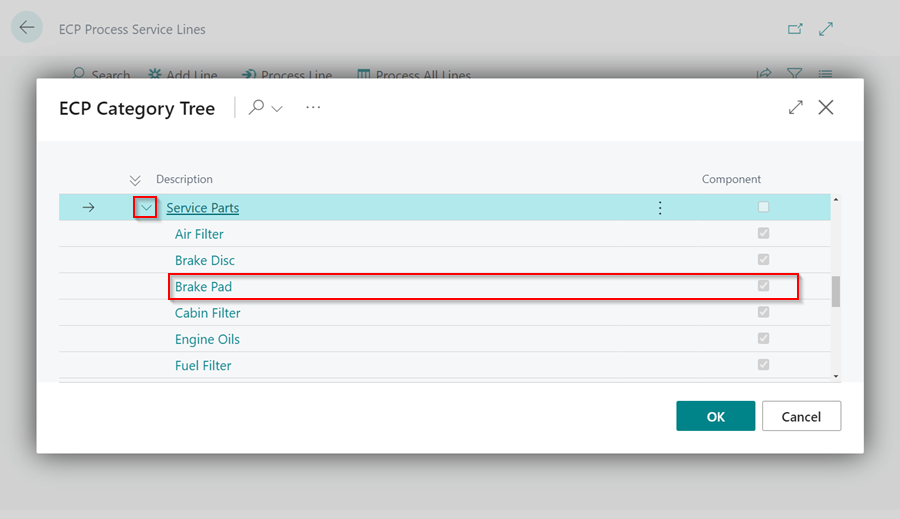 ECP Process Service Lines
Search Add Line Process Line Process All Lines
ECP Category Tree
Description Component
Service Parts
Air Filter
Brake Disc
Brake Pad
Cabin Filter
Engine Oils
Fuel Filter
OK Cancel